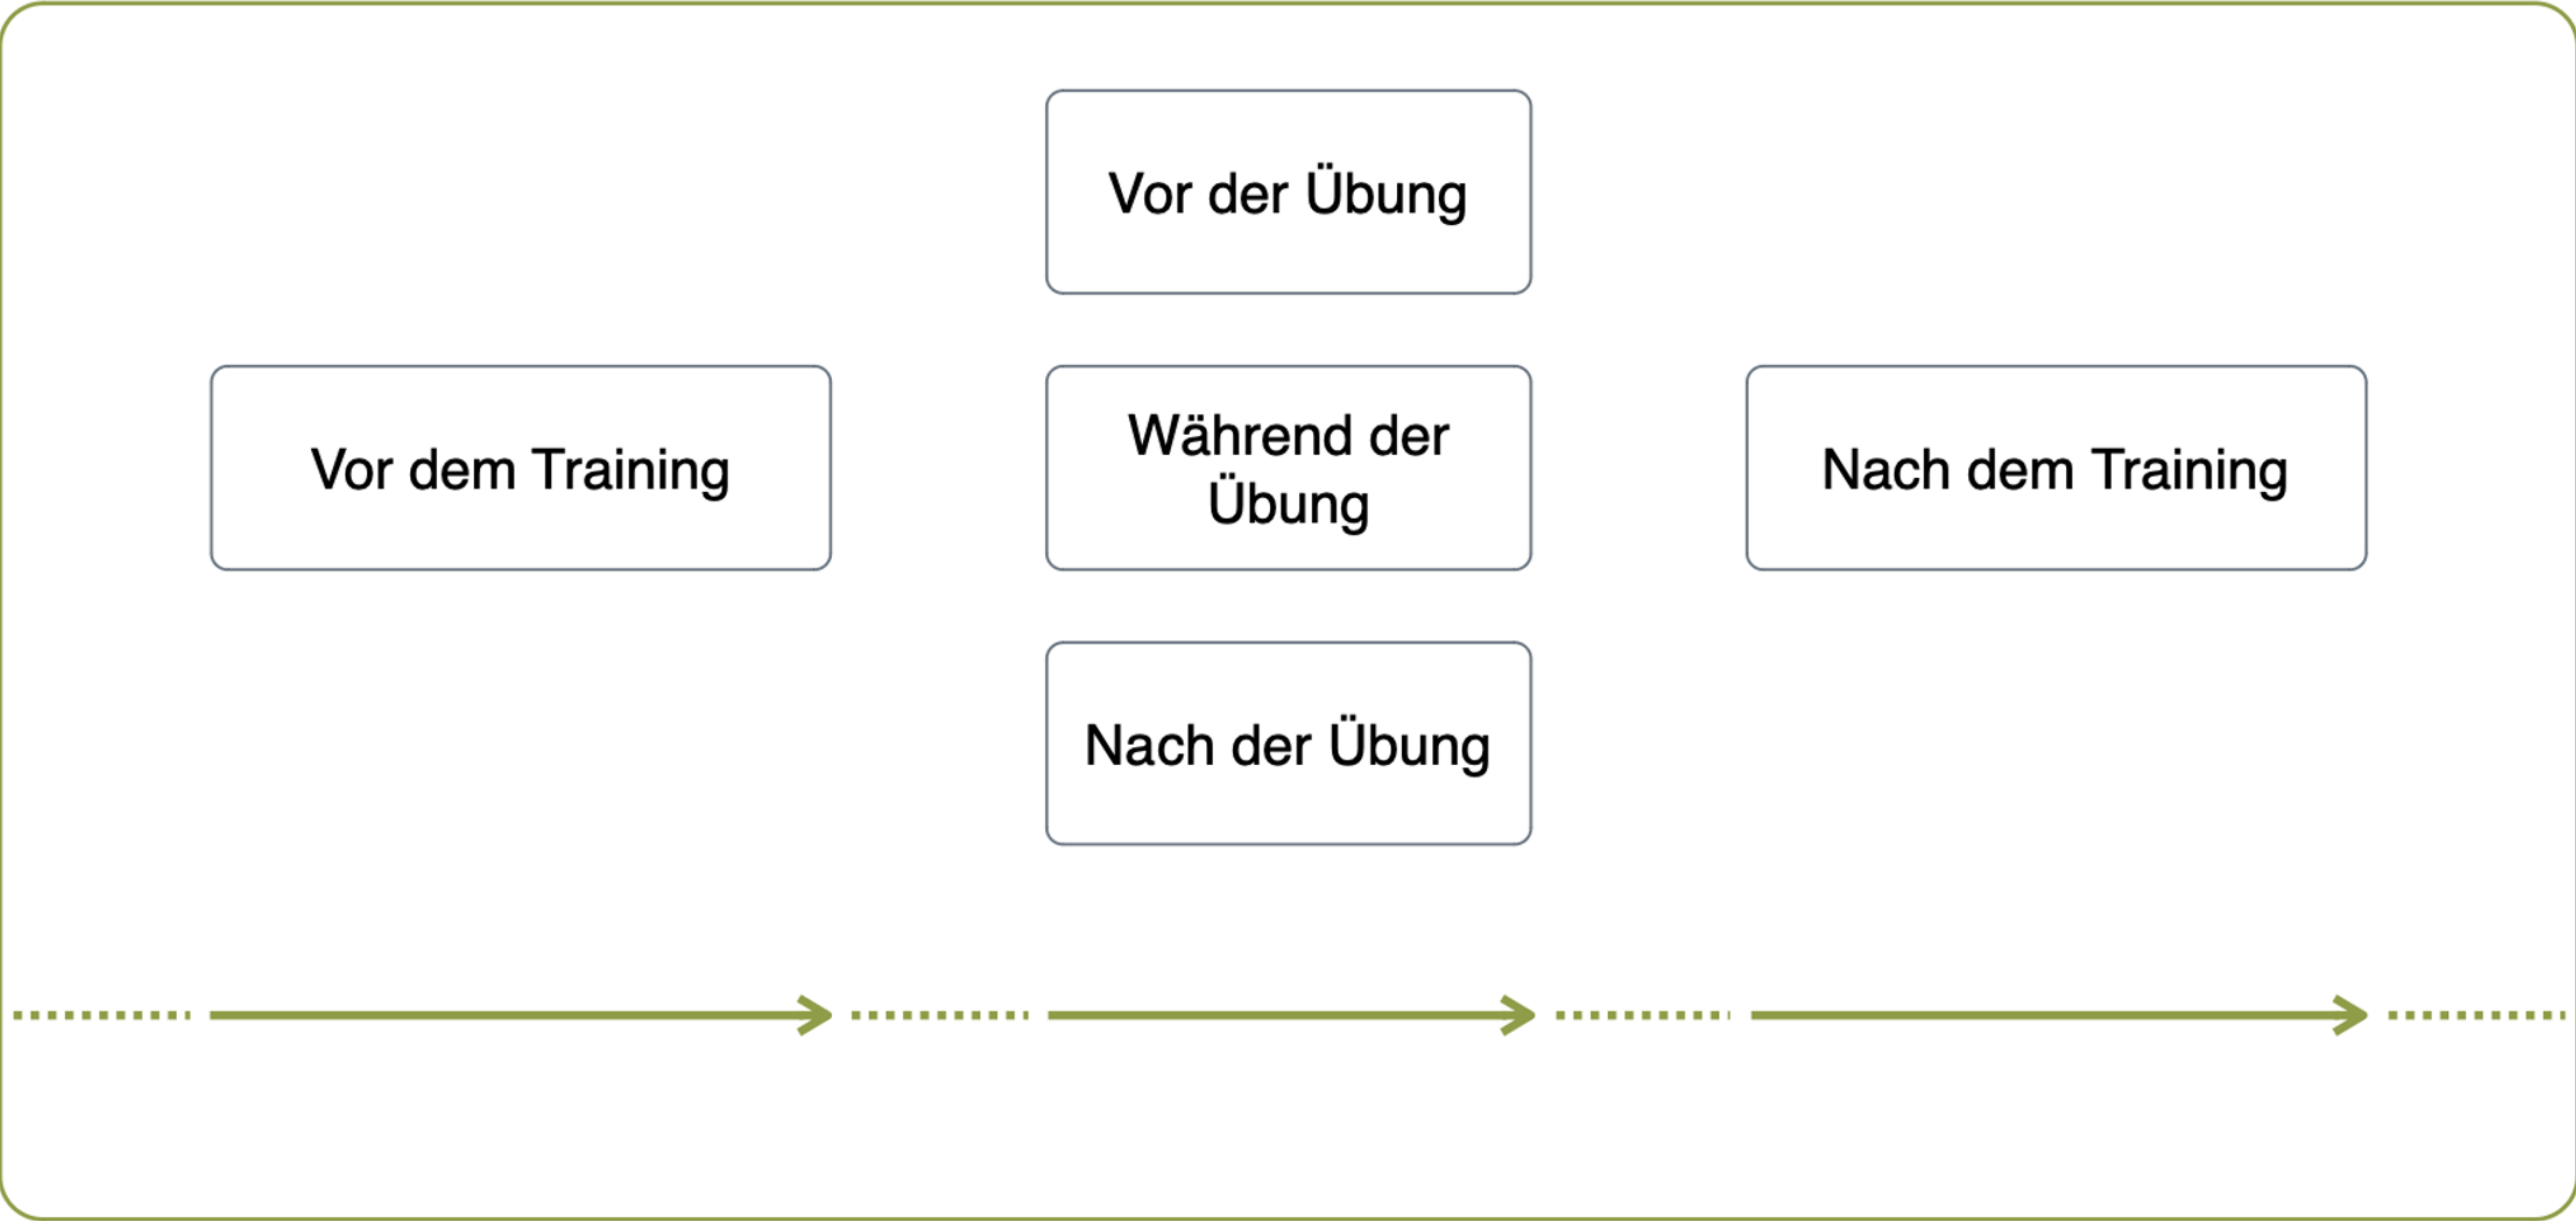 Vor der Übung
Vor dem Training
Während der
Übung
Nach dem Training
Nach der Übung